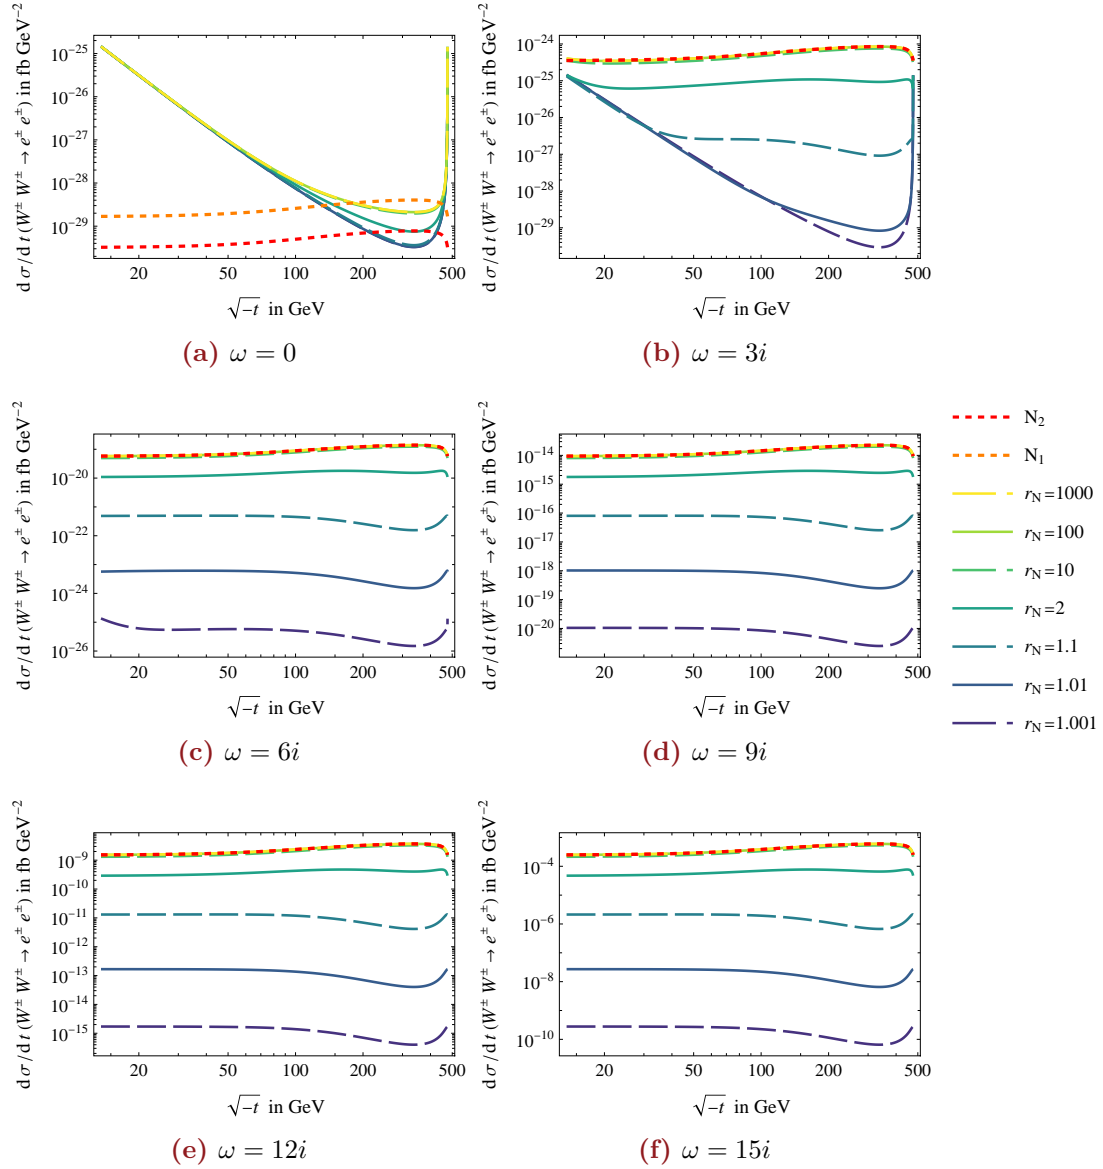 dσ/dt (W± W± → e± e±) in fb GeV−2
10−25
10−26
10−27
10−28
10−29
20 50 100 200 500
√−t in GeV
(a) ω = 0
dσ/dt (W± W± → e± e±) in fb GeV−2
10−24
10−25
10−26
10−27
10−28
10−29
20 50 100 200 500
√−t in GeV
(b) ω = 3i
dσ/dt (W± W± → e± e±) in fb GeV−2
10−20
10−22
10−24
10−26
20 50 100 200 500
√−t in GeV
(c) ω = 6i
dσ/dt (W± W± → e± e±) in fb GeV−2
10−14
10−15
10−16
10−17
10−18
10−19
10−20
20 50 100 200 500
√−t in GeV
(d) ω = 9i
N2
N1
rN=1000
rN=100
rN=10
rN=2
rN=1.1
rN=1.01
rN=1.001
dσ/dt (W± W± → e± e±) in fb GeV−2
10−9
10−10
10−11
10−12
10−13
10−14
10−15
20 50 100 200 500
√−t in GeV
(e) ω = 12i
dσ/dt (W± W± → e± e±) in fb GeV−2
10−4
10−6
10−8
10−10
20 50 100 200 500
√−t in GeV
(f) ω = 15i